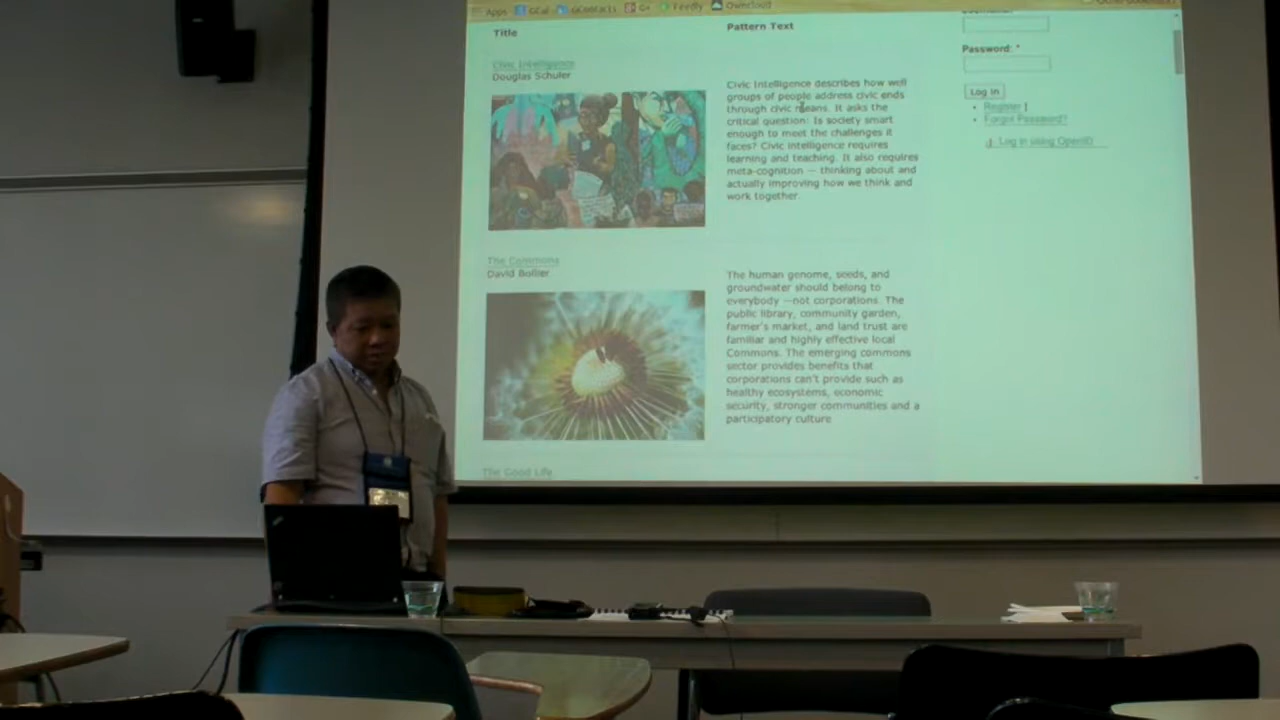 Apps GCal GContacts G+ Feedly Owncloud
Title
Pattern Text
Civic Intelligence
Douglas Schuler
Civic Intelligence describes how well
groups of people address civic ends
through civic means. It asks the
critical question: Is society smart
enough to meet the challenges it
faces? Civic intelligence requires
learning and teaching. It also requires
meta-cognition — thinking about and
actually improving how we think and
work together.
The Commons
David Bollier
The human genome, seeds, and
groundwater should belong to
everybody —not corporations. The
public library, community garden,
farmer's market, and land trust are
familiar and highly effective local
Commons. The emerging commons
sector provides benefits that
corporations can't provide such as
healthy ecosystems, economic
security, stronger communities and a
participatory culture
The Good Life
Password: *
Log in
Register
Forgot Password?
Log in using OpenID